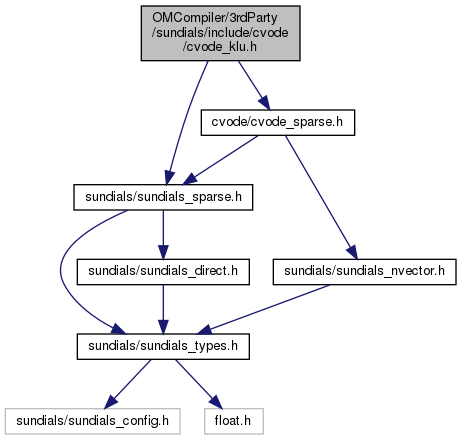 OMCompiler/3rdParty
/sundials/include/cvode
/cvode_klu.h
cvode/cvode_sparse.h
sundials/sundials_sparse.h
sundials/sundials_direct.h
sundials/sundials_nvector.h
sundials/sundials_types.h
sundials/sundials_config.h
float.h